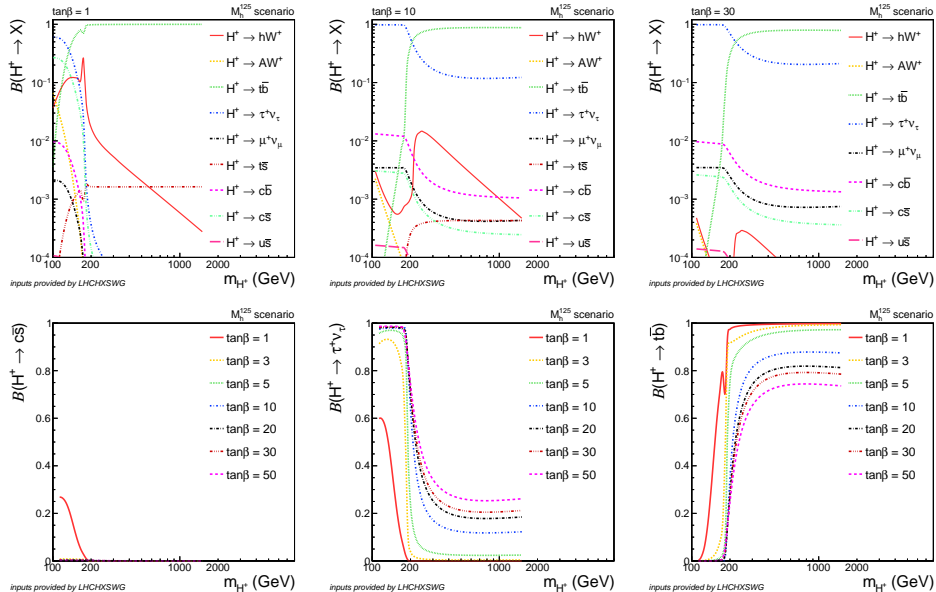 tanβ = 1 M_h^125 scenario
B(H⁺ → X)
1
10⁻¹
10⁻²
10⁻³
10⁻⁴
H⁺ → hW⁺
H⁺ → AW⁺
H⁺ → tb̅
H⁺ → τ⁺ν_τ
H⁺ → μ⁺ν_μ
H⁺ → ts̅
H⁺ → cb̅
H⁺ → cs̅
H⁺ → us̅
100 200 1000 2000
m_H⁺ (GeV)
inputs provided by LHCHXSWG
tanβ = 10 M_h^125 scenario
B(H⁺ → X)
1
10⁻¹
10⁻²
10⁻³
10⁻⁴
H⁺ → hW⁺
H⁺ → AW⁺
H⁺ → tb̅
H⁺ → τ⁺ν_τ
H⁺ → μ⁺ν_μ
H⁺ → ts̅
H⁺ → cb̅
H⁺ → cs̅
H⁺ → us̅
100 200 1000 2000
m_H⁺ (GeV)
inputs provided by LHCHXSWG
tanβ = 30 M_h^125 scenario
B(H⁺ → X)
1
10⁻¹
10⁻²
10⁻³
10⁻⁴
H⁺ → hW⁺
H⁺ → AW⁺
H⁺ → tb̅
H⁺ → τ⁺ν_τ
H⁺ → μ⁺ν_μ
H⁺ → cb̅
H⁺ → cs̅
H⁺ → us̅
100 200 1000 2000
m_H⁺ (GeV)
inputs provided by LHCHXSWG
M_h^125 scenario
B(H⁺ → c̅s̅)
1
0.8
0.6
0.4
0.2
0
tanβ = 1
tanβ = 3
tanβ = 5
tanβ = 10
tanβ = 20
tanβ = 30
tanβ = 50
100 200 1000 2000
m_H⁺ (GeV)
inputs provided by LHCHXSWG
M_h^125 scenario
B(H⁺ → τ⁺ν_τ)
1
0.8
0.6
0.4
0.2
0
tanβ = 1
tanβ = 3
tanβ = 5
tanβ = 10
tanβ = 20
tanβ = 30
tanβ = 50
100 200 1000 2000
m_H⁺ (GeV)
inputs provided by LHCHXSWG
M_h^125 scenario
B(H⁺ → tb̅)
1
0.8
0.6
0.4
0.2
0
tanβ = 1
tanβ = 3
tanβ = 5
tanβ = 10
tanβ = 20
tanβ = 30
tanβ = 50
100 200 1000 2000
m_H⁺ (GeV)
inputs provided by LHCHXSWG